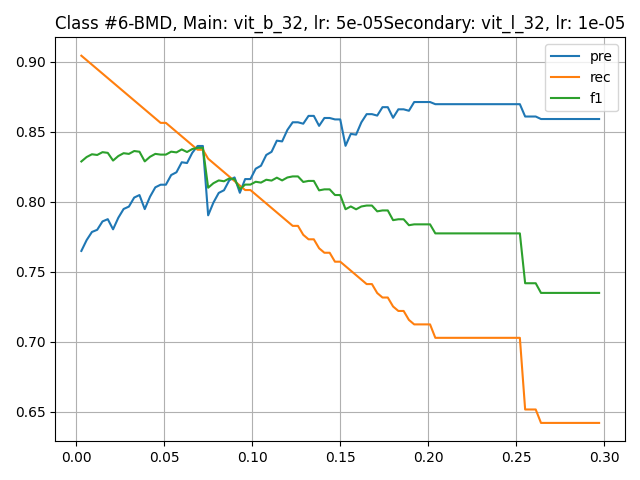 Class #6-BMD, Main: vit_b_32, lr: 5e-05Secondary: vit_l_32, lr: 1e-05
pre
rec
f1
0.90
0.85
0.80
0.75
0.70
0.65
0.00 0.05 0.10 0.15 0.20 0.25 0.30